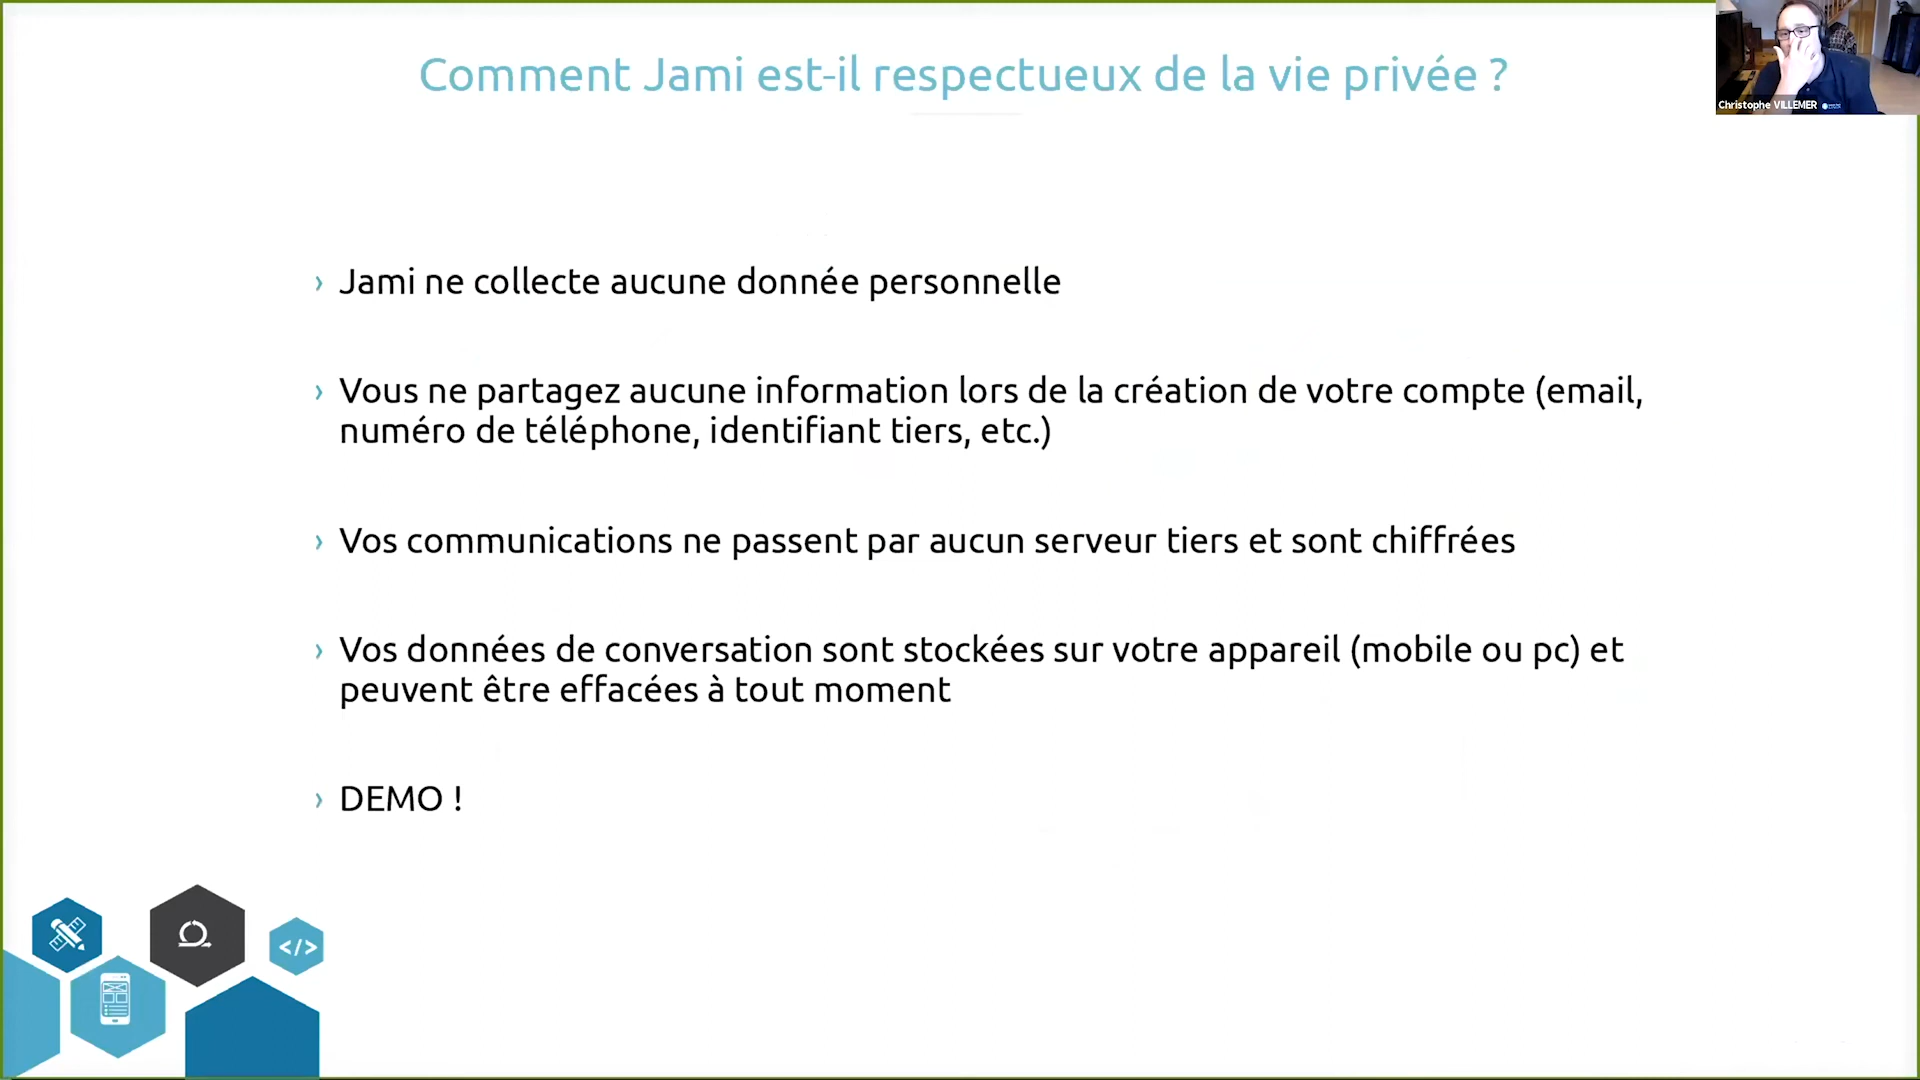 Comment Jami est-il respectueux de la vie privée ?
Christophe VILLEMER
› Jami ne collecte aucune donnée personnelle
› Vous ne partagez aucune information lors de la création de votre compte (email,
numéro de téléphone, identifiant tiers, etc.)
› Vos communications ne passent par aucun serveur tiers et sont chiffrées
› Vos données de conversation sont stockées sur votre appareil (mobile ou pc) et
peuvent être effacées à tout moment
› DEMO !
</>